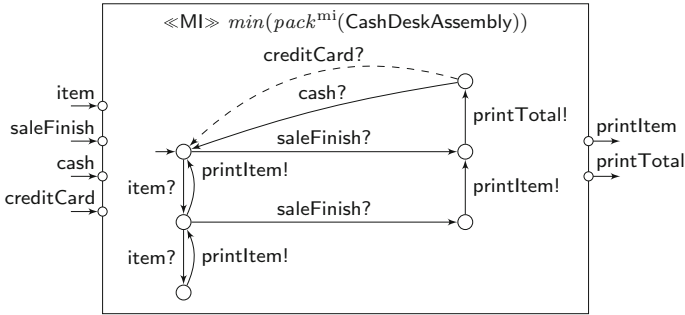 ≪MI≫ min(pack^mi(CashDeskAssembly))
creditCard?
item
cash?
saleFinish
printTotal!
printItem
saleFinish?
cash
printItem!
printTotal
item?
printItem!
creditCard
saleFinish?
item?
printItem!